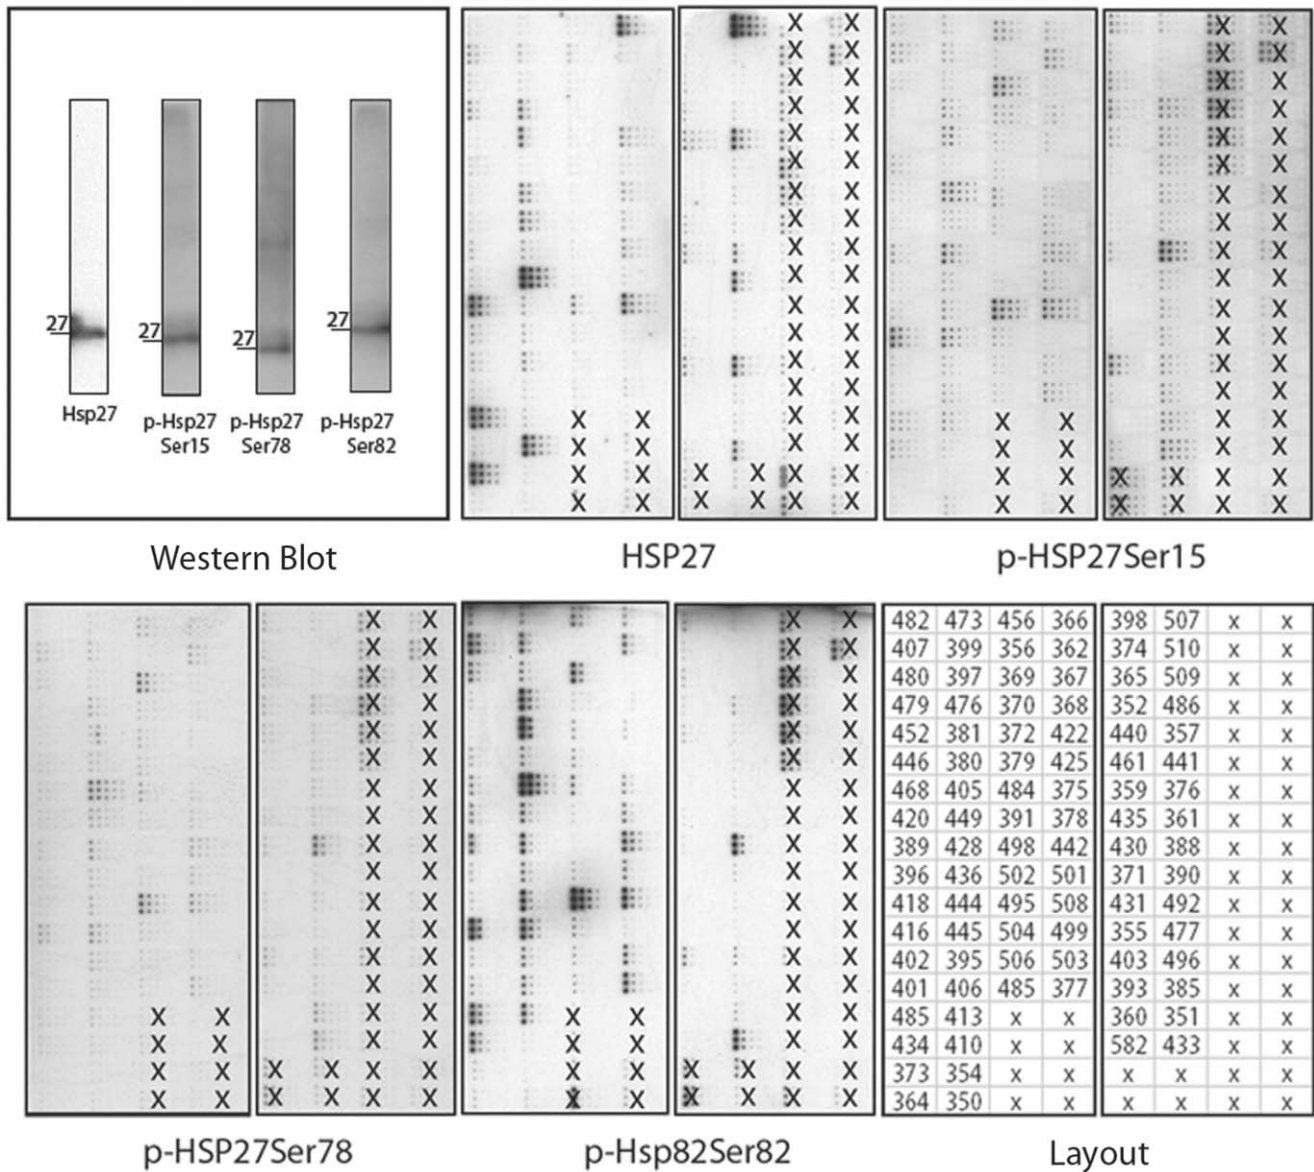 27
27
27
27
Hsp27
p-Hsp27
Ser15
p-Hsp27
Ser78
p-Hsp27
Ser82
Western Blot
X X
X X
X X
X X
X X
X X
X X
X X
X X
X X
X X
X X
X X
X X
X X X X
X X X X
X X X X X X
X X X X X X
HSP27
X X
X X
X X
X X
X X
X X
X X
X X
X X
X X
X X
X X
X X
X X
X X X X
X X X X
X X X X X X
X X X X X X
p-HSP27Ser15
X X
X X
X X
X X
X X
X X
X X
X X
X X
X X
X X
X X
X X
X X
X X X X
X X X X
X X X X X X
X X X X X X
p-HSP27Ser78
X X
X X
X X
X X
X X
X X
X X
X X
X X
X X
X X
X X
X X
X X
X X X X
X X X X
X X X X X X
X X X X X X
p-Hsp82Ser82
482 473 456 366 398 507 x x
407 399 356 362 374 510 x x
480 397 369 367 365 509 x x
479 476 370 368 352 486 x x
452 381 372 422 440 357 x x
446 380 379 425 461 441 x x
468 405 484 375 359 376 x x
420 449 391 378 435 361 x x
389 428 498 442 430 388 x x
396 436 502 501 371 390 x x
418 444 495 508 431 492 x x
416 445 504 499 355 477 x x
402 395 506 503 403 496 x x
401 406 485 377 393 385 x x
485 413 x x 360 351 x x
434 410 x x 582 433 x x
373 354 x x x x x x
364 350 x x x x x x
Layout